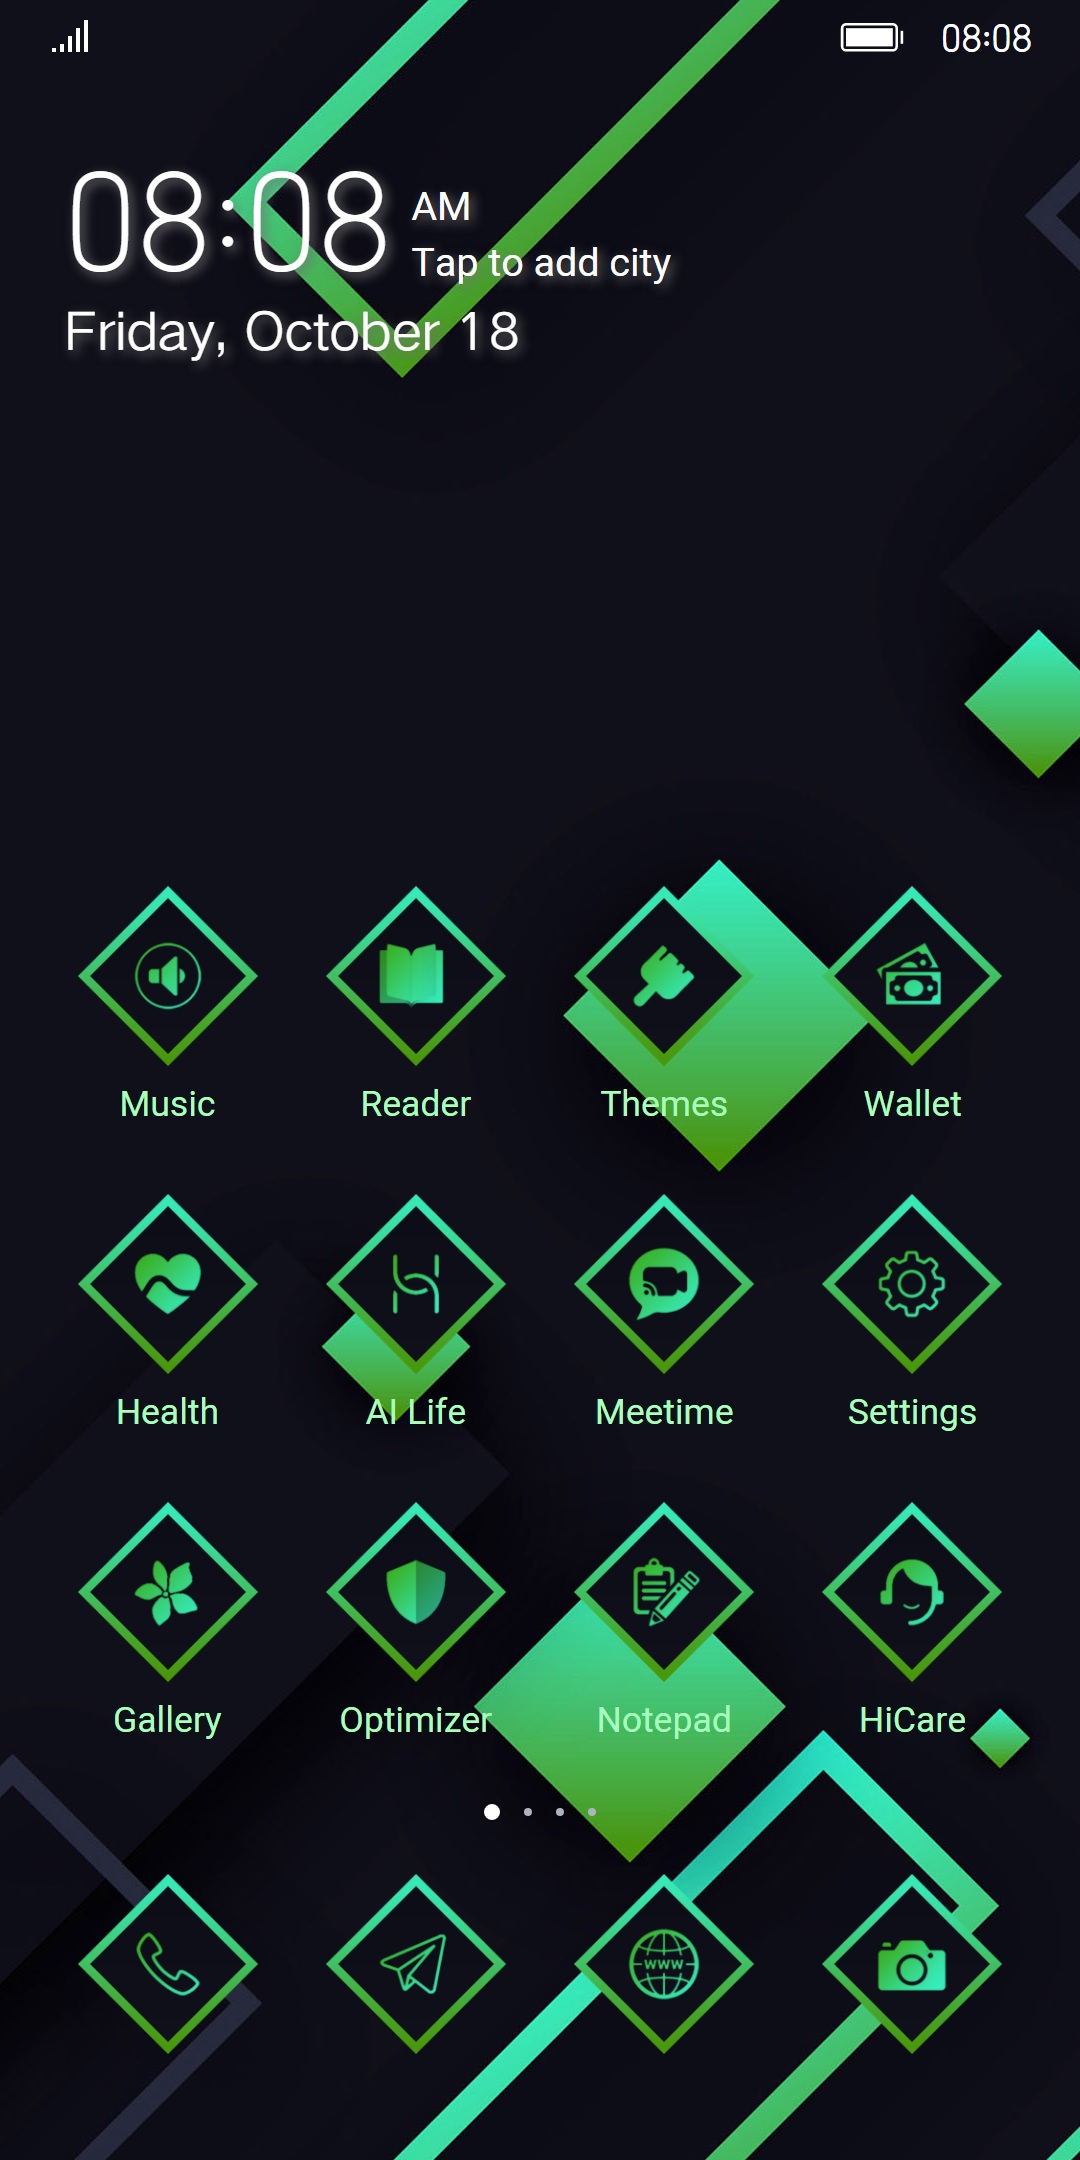 08:08
08:08 AM
Tap to add city
Friday, October 18
Music Reader Themes Wallet
Health AI Life Meetime Settings
Gallery Optimizer Notepad HiCare
WWW